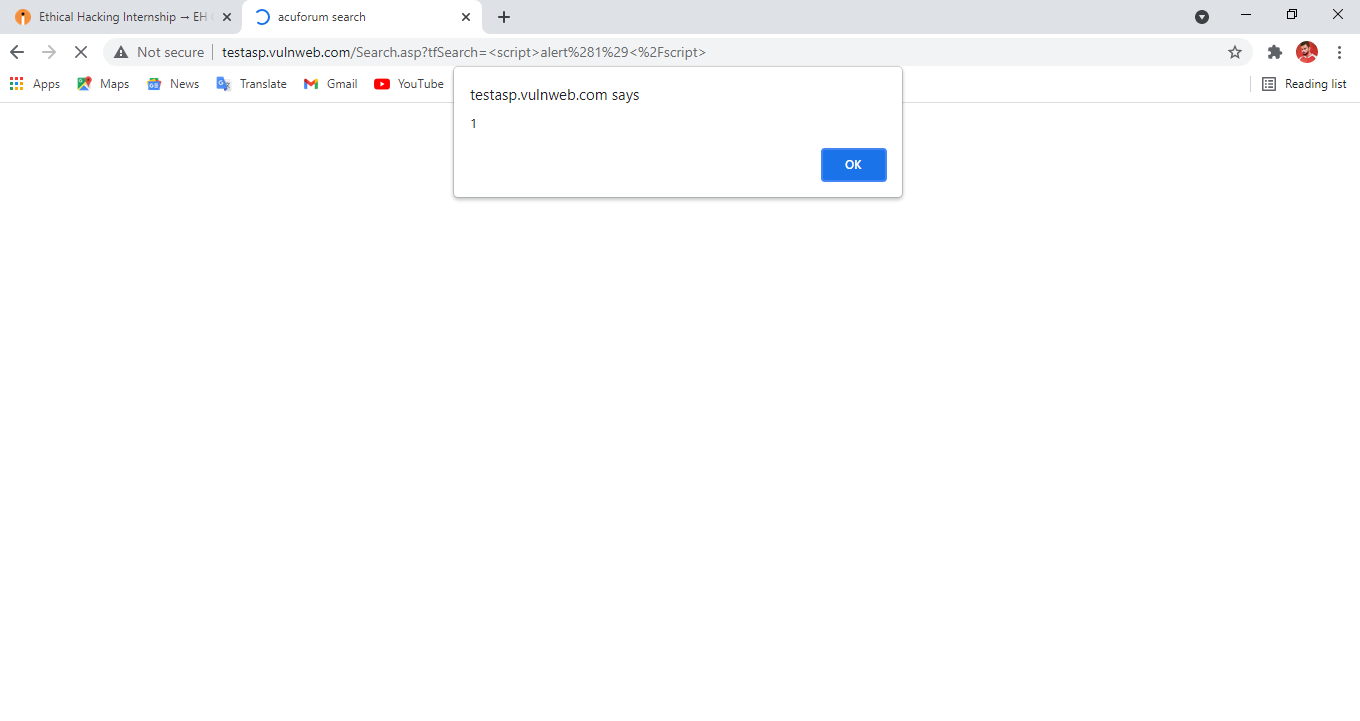 Ethical Hacking Internship → EH
acuforum search
Not secure
testasp.vulnweb.com/Search.asp?tfSearch=<script>alert%281%29<%2Fscript>
Apps
Maps
News
Translate
Gmail
YouTube
Reading list
testasp.vulnweb.com says
1
OK